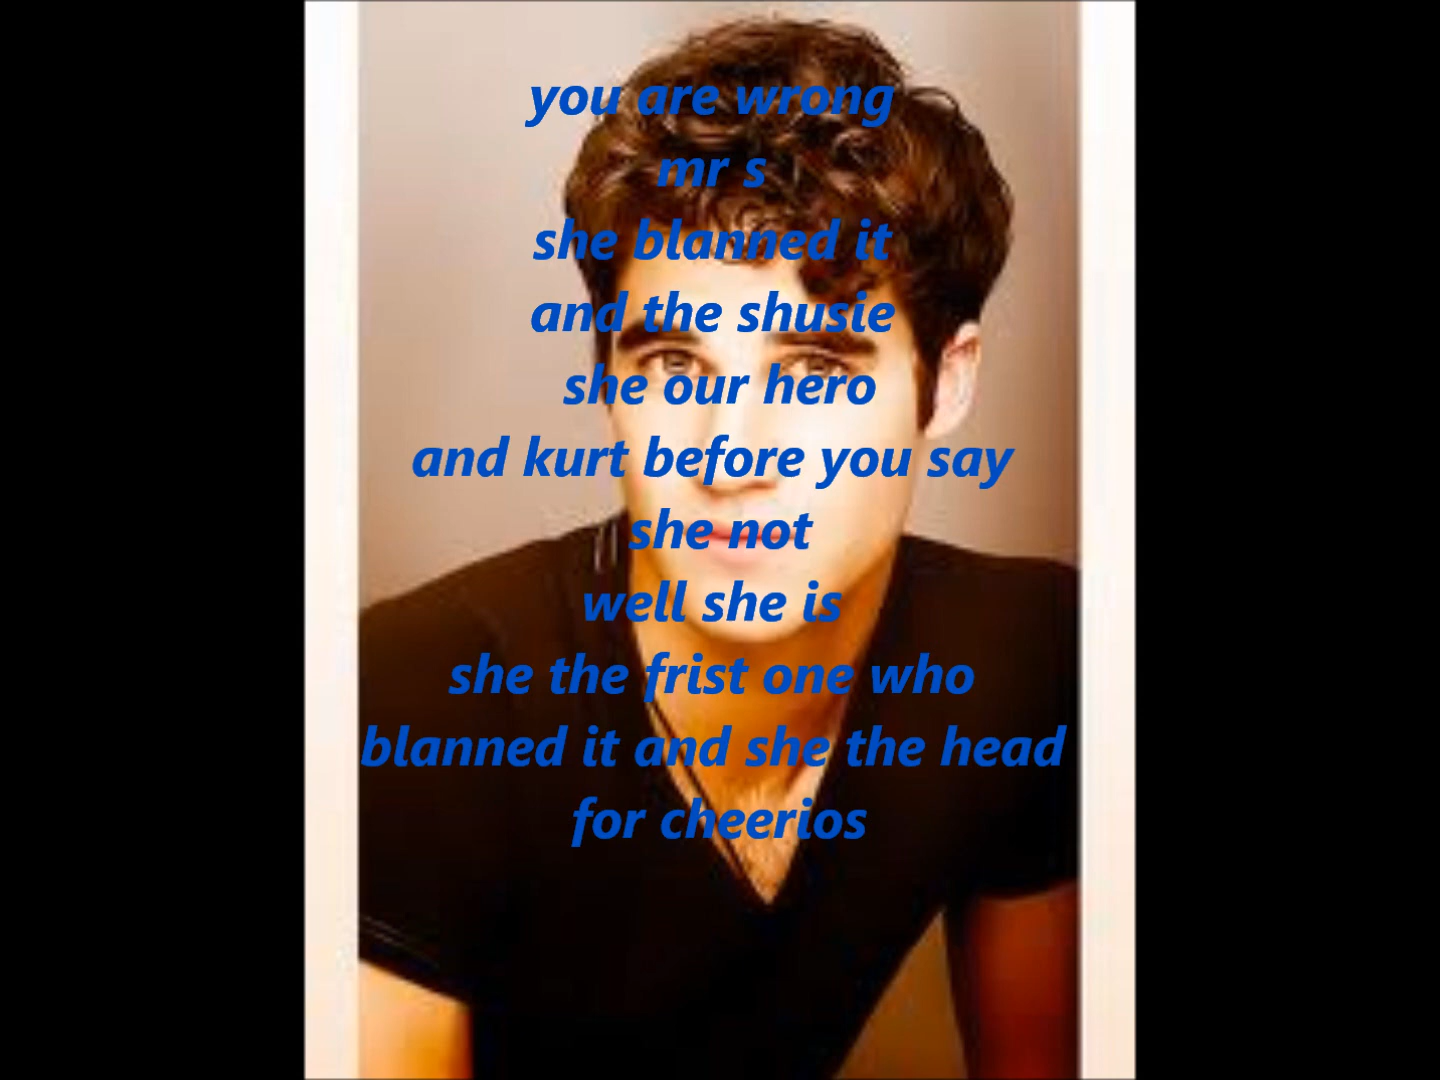 you are wrong
mr s
she blanned it
and the shusie
she our hero
and kurt before you say
she not
well she is
she the frist one who
blanned it and she the head
for cheerios